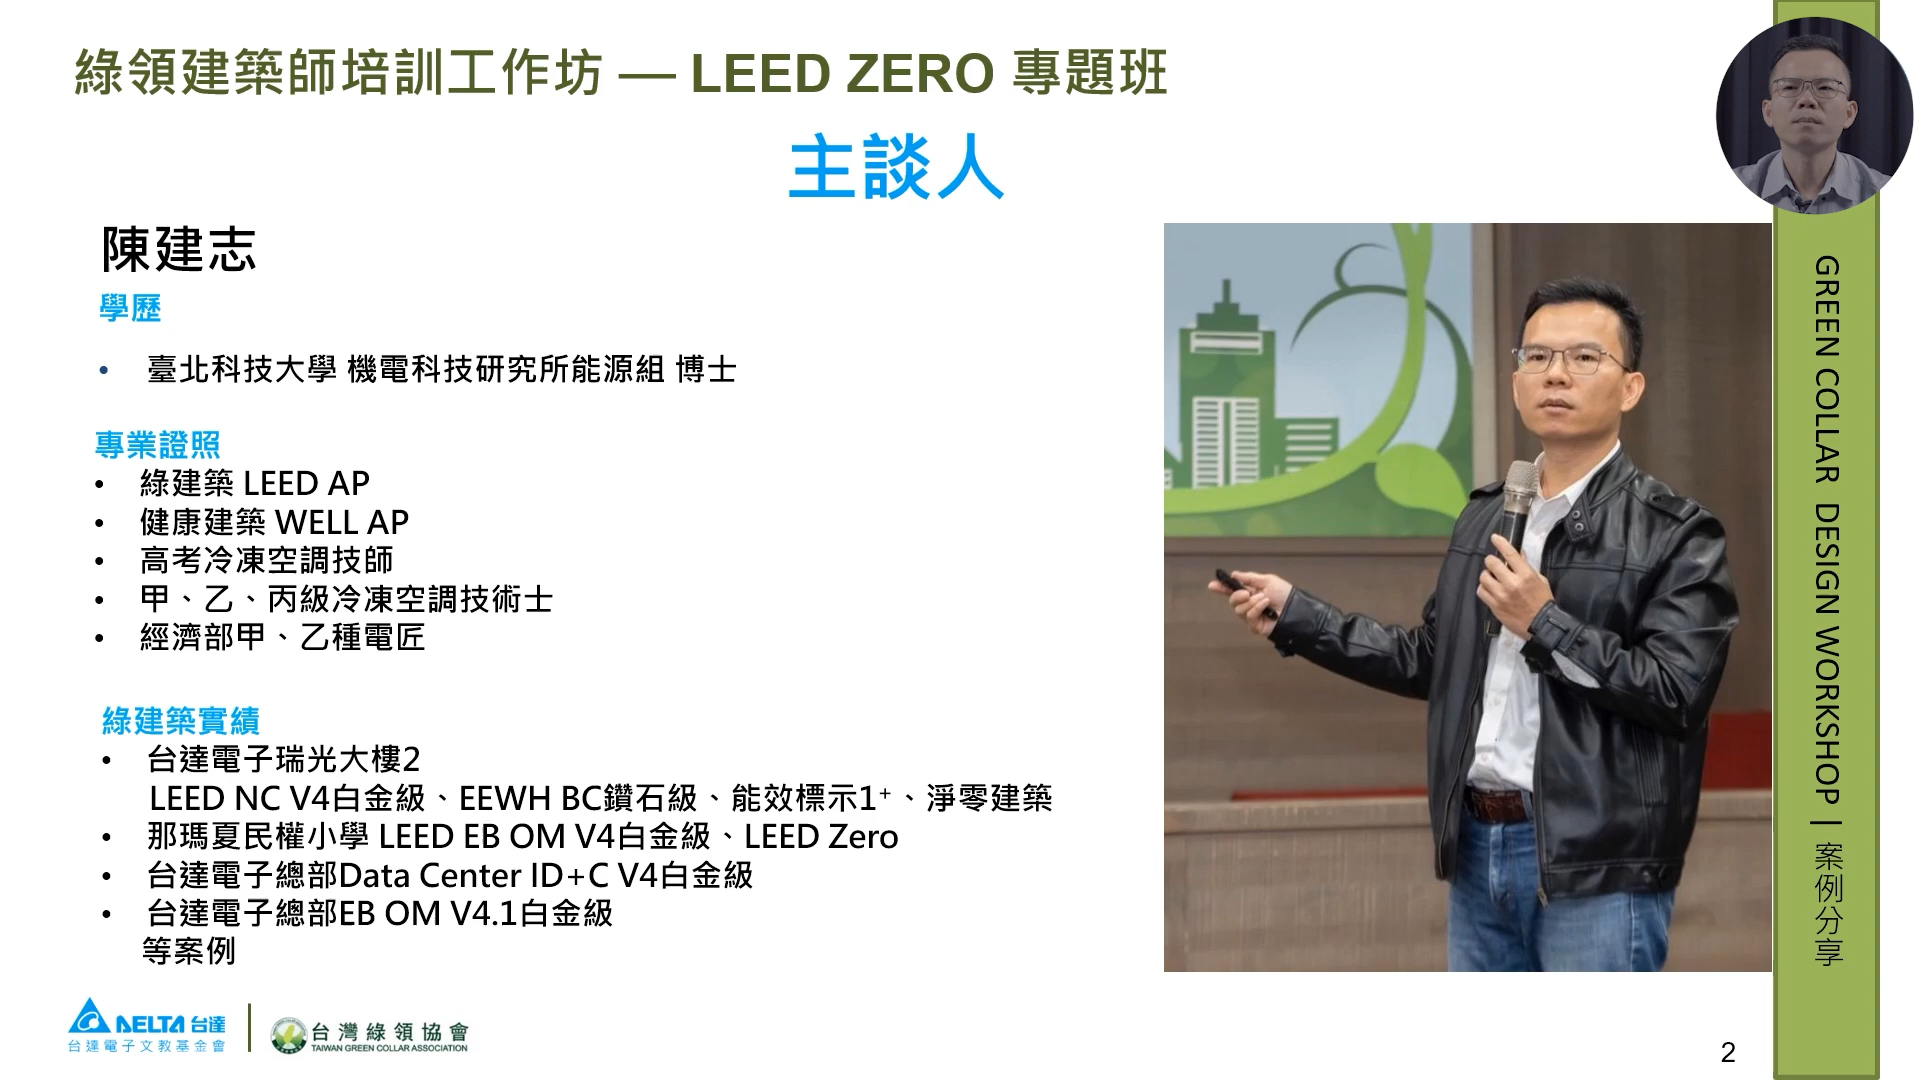 綠領建築師培訓工作坊 — LEED ZERO 專題班
主談人
陳建志
學歷
• 臺北科技大學 機電科技研究所能源組 博士
專業證照
• 綠建築 LEED AP
• 健康建築 WELL AP
• 高考冷凍空調技師
• 甲、乙、丙級冷凍空調技術士
• 經濟部甲、乙種電匠
綠建築實績
• 台達電子瑞光大樓2
LEED NC V4白金級、EEWH BC鑽石級、能效標示1⁺、淨零建築
• 那瑪夏民權小學 LEED EB OM V4白金級、LEED Zero
• 台達電子總部Data Center ID+C V4白金級
• 台達電子總部EB OM V4.1白金級
等案例
GREEN COLLAR DESIGN WORKSHOP | 案例分享
DELTA 台達
台達電子文教基金會
台灣綠領協會
TAIWAN GREEN COLLAR ASSOCIATION
2